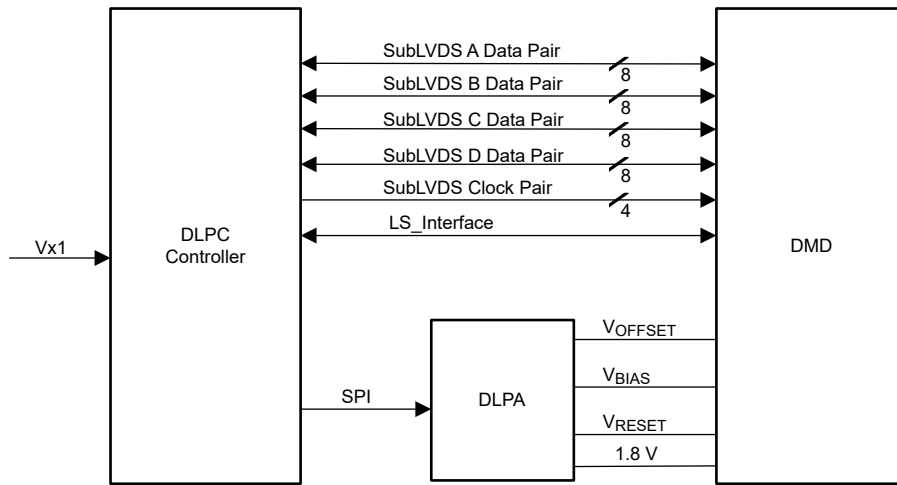 SubLVDS A Data Pair
8
SubLVDS B Data Pair
8
SubLVDS C Data Pair
8
SubLVDS D Data Pair
8
SubLVDS Clock Pair
4
LS_Interface
Vx1
DLPC
Controller
DMD
VOFFSET
VBIAS
SPI
DLPA
VRESET
1.8 V